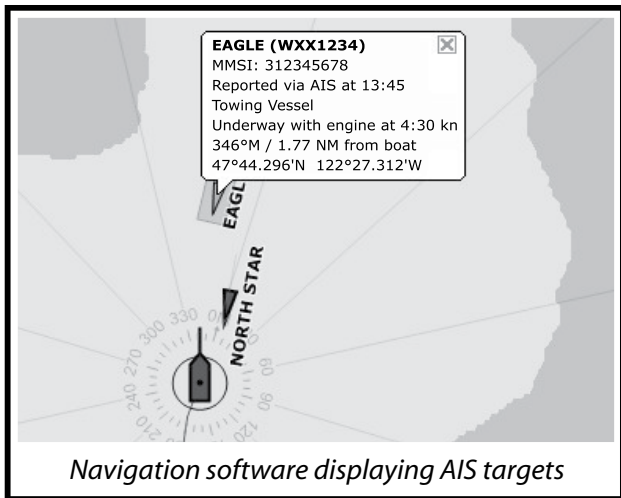 EAGLE (WXX1234)
MMSI: 312345678
Reported via AIS at 13:45
Towing Vessel
Underway with engine at 4:30 kn
346°M / 1.77 NM from boat
47°44.296'N 122°27.312'W
EAGL
NORTH STAR
330
300
270
240
210
60
90
120
Navigation software displaying AIS targets